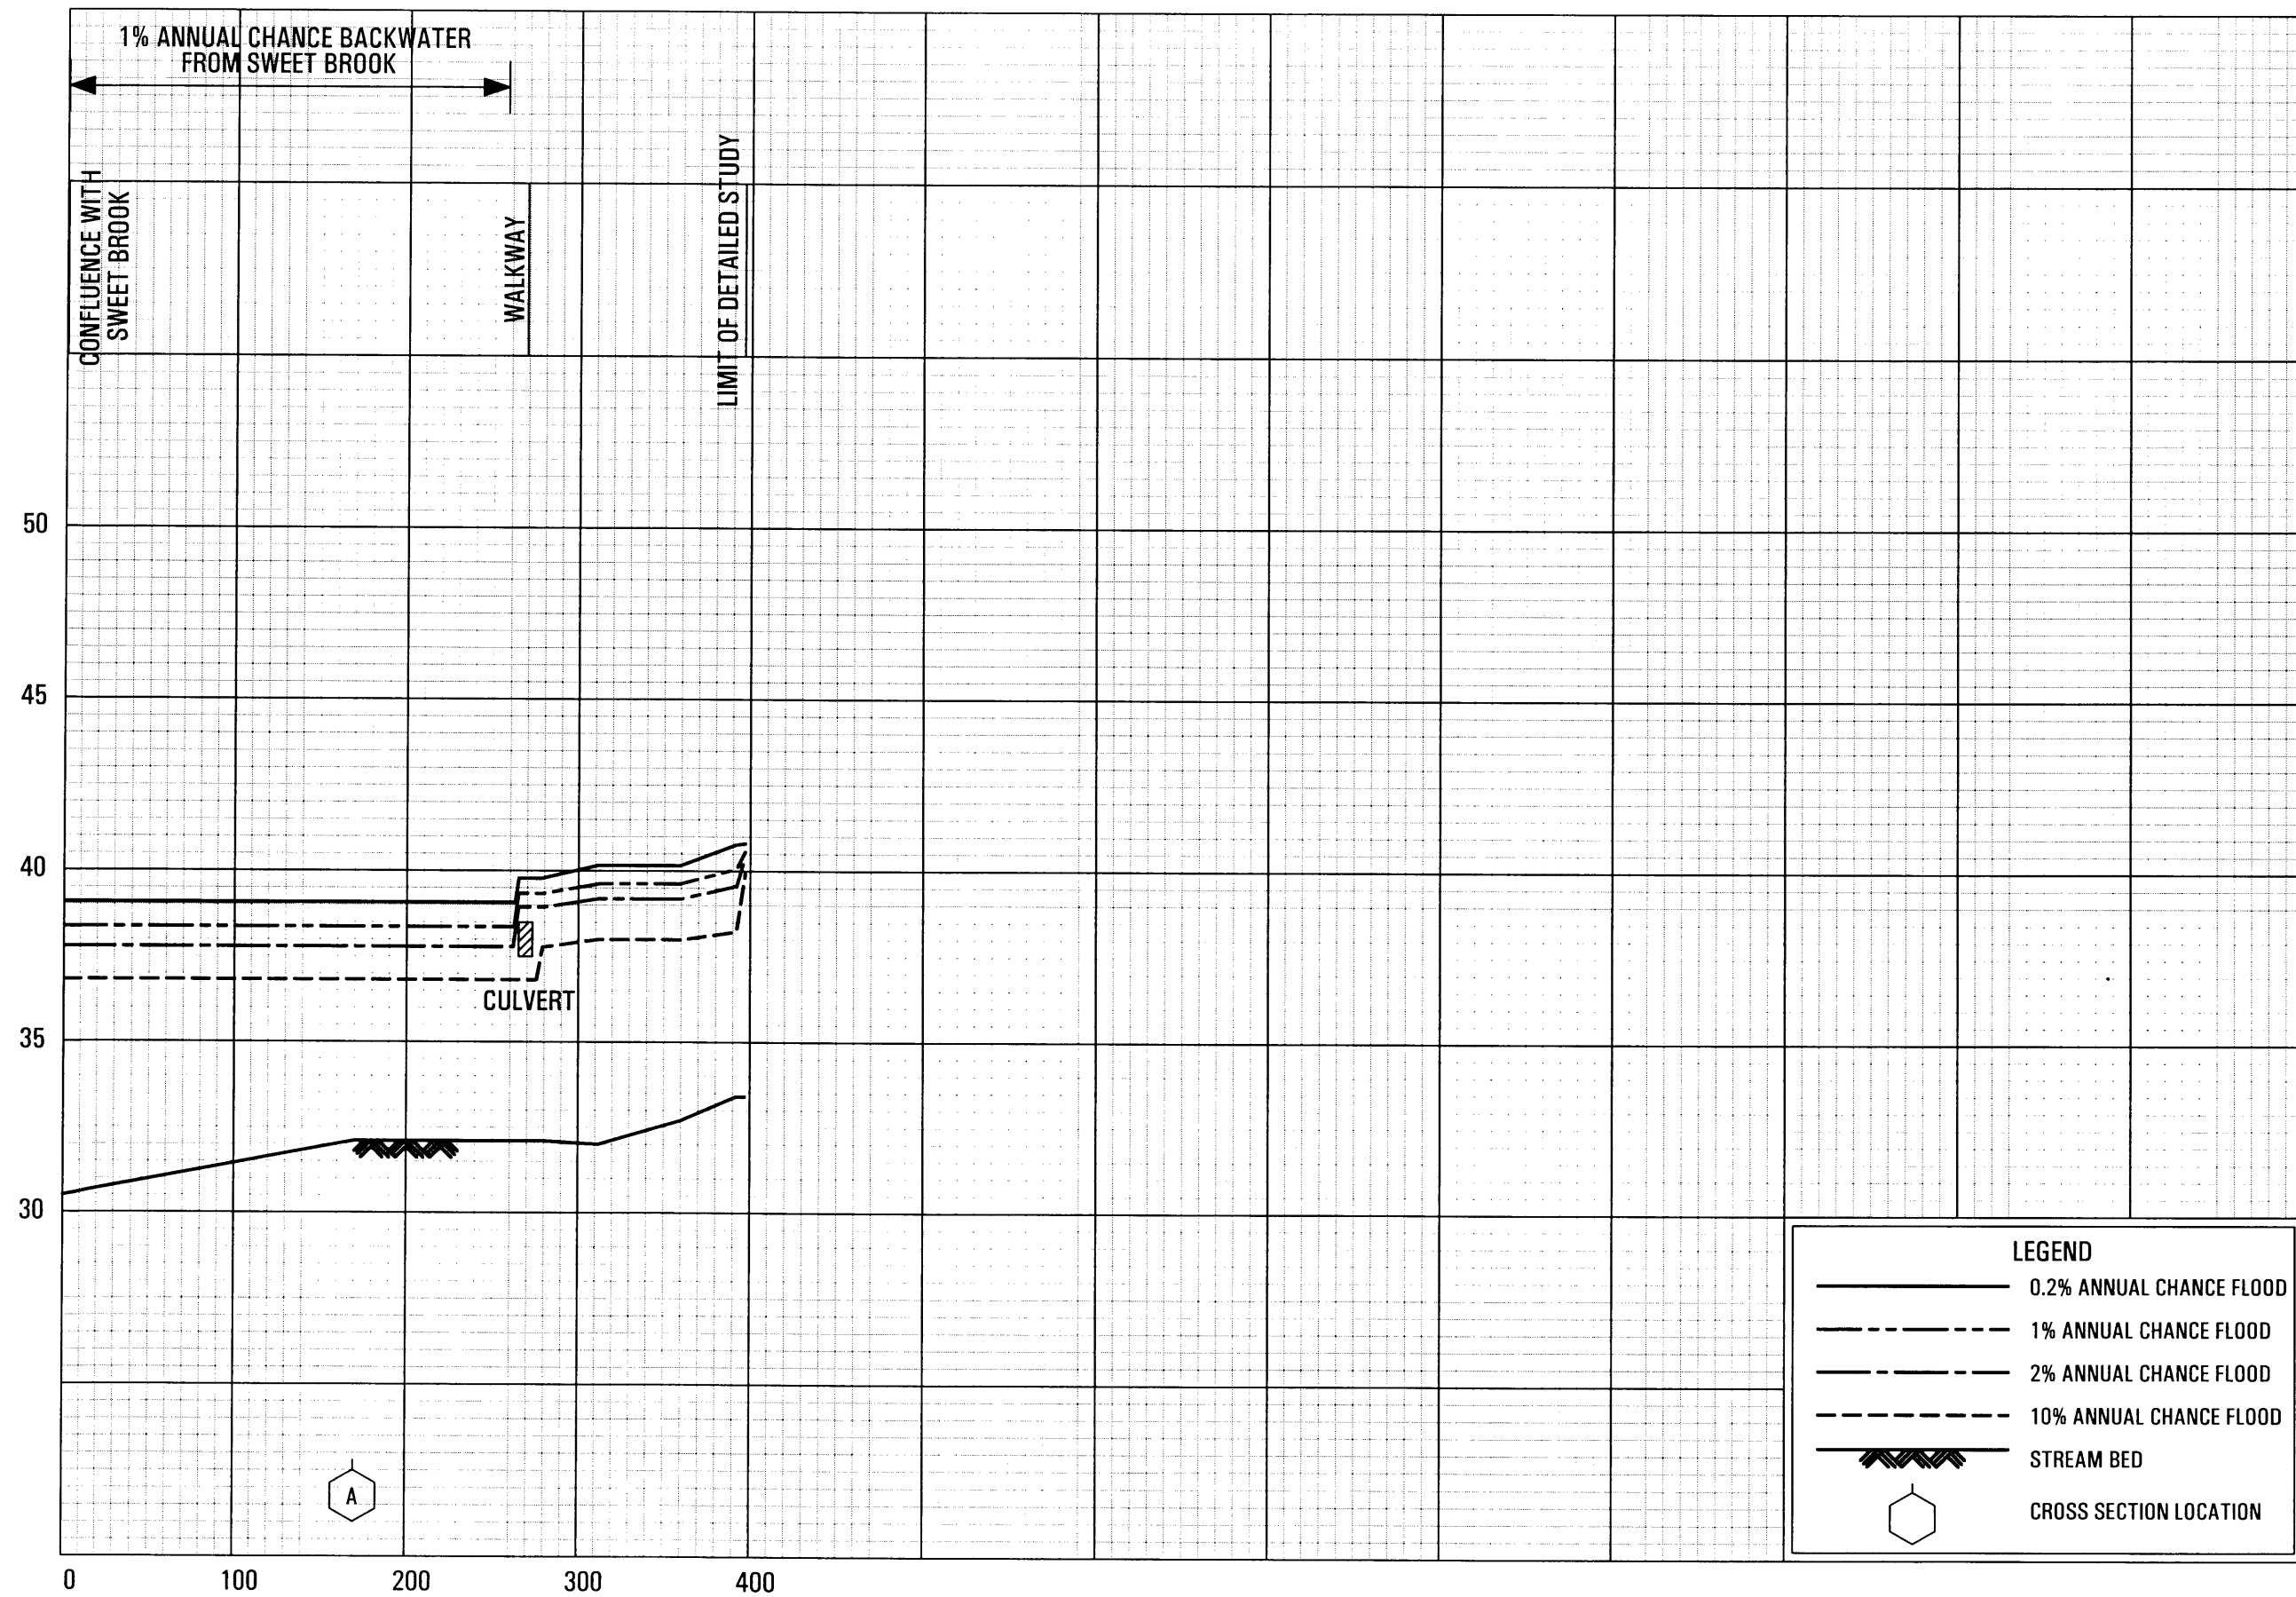 1% ANNUAL CHANCE BACKWATER
FROM SWEET BROOK
CONFLUENCE WITH
SWEET BROOK
WALKWAY
LIMIT OF DETAILED STUDY
50
45
40
35
30
CULVERT
A
0
100
200
300
400
LEGEND
0.2% ANNUAL CHANCE FLOOD
1% ANNUAL CHANCE FLOOD
2% ANNUAL CHANCE FLOOD
10% ANNUAL CHANCE FLOOD
STREAM BED
CROSS SECTION LOCATION